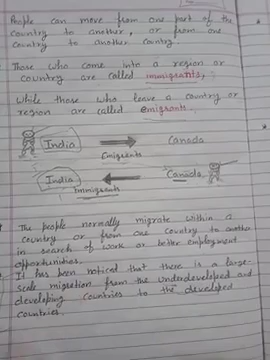 People can move from one part of the
country to another, or from one
country to another country.
Those who come into a region or
country are called immigrants,
While those who leave a country or
region are called emigrants.
India Canada
Emigrants
India Canada
Immigrants
The people normally migrate within a
country or from one country to another
in search of work or better employment
opportunities.
It has been noticed that there is a large-
scale migration from the underdeveloped and
developing countries to the developed
countries.